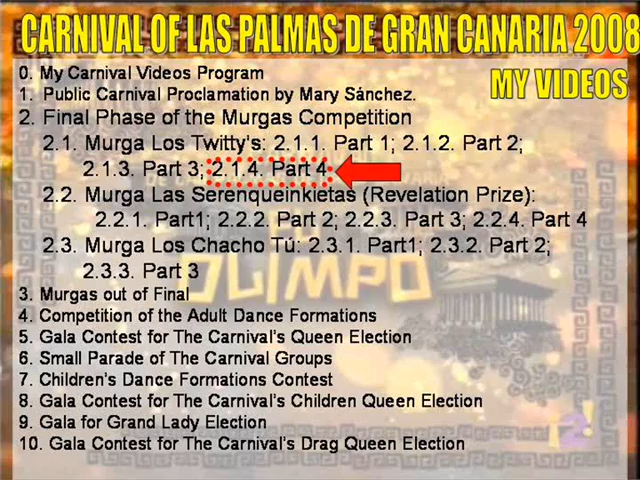 CARNIVAL OF LAS PALMAS DE GRAN CANARIA 2008
MY VIDEOS
0. My Carnival Videos Program
1. Public Carnival Proclamation by Mary Sánchez.
2. Final Phase of the Murgas Competition
2.1. Murga Los Twitty's: 2.1.1. Part 1; 2.1.2. Part 2;
2.1.3. Part 3; 2.1.4. Part 4
2.2. Murga Las Serenqueinkietas (Revelation Prize):
2.2.1. Part1; 2.2.2. Part 2; 2.2.3. Part 3; 2.2.4. Part 4
2.3. Murga Los Chacho Tú: 2.3.1. Part1; 2.3.2. Part 2;
2.3.3. Part 3
OLIMPO
3. Murgas out of Final
4. Competition of the Adult Dance Formations
5. Gala Contest for The Carnival's Queen Election
6. Small Parade of The Carnival Groups
7. Children's Dance Formations Contest
8. Gala Contest for The Carnival's Children Queen Election
9. Gala for Grand Lady Election
10. Gala Contest for The Carnival's Drag Queen Election
2